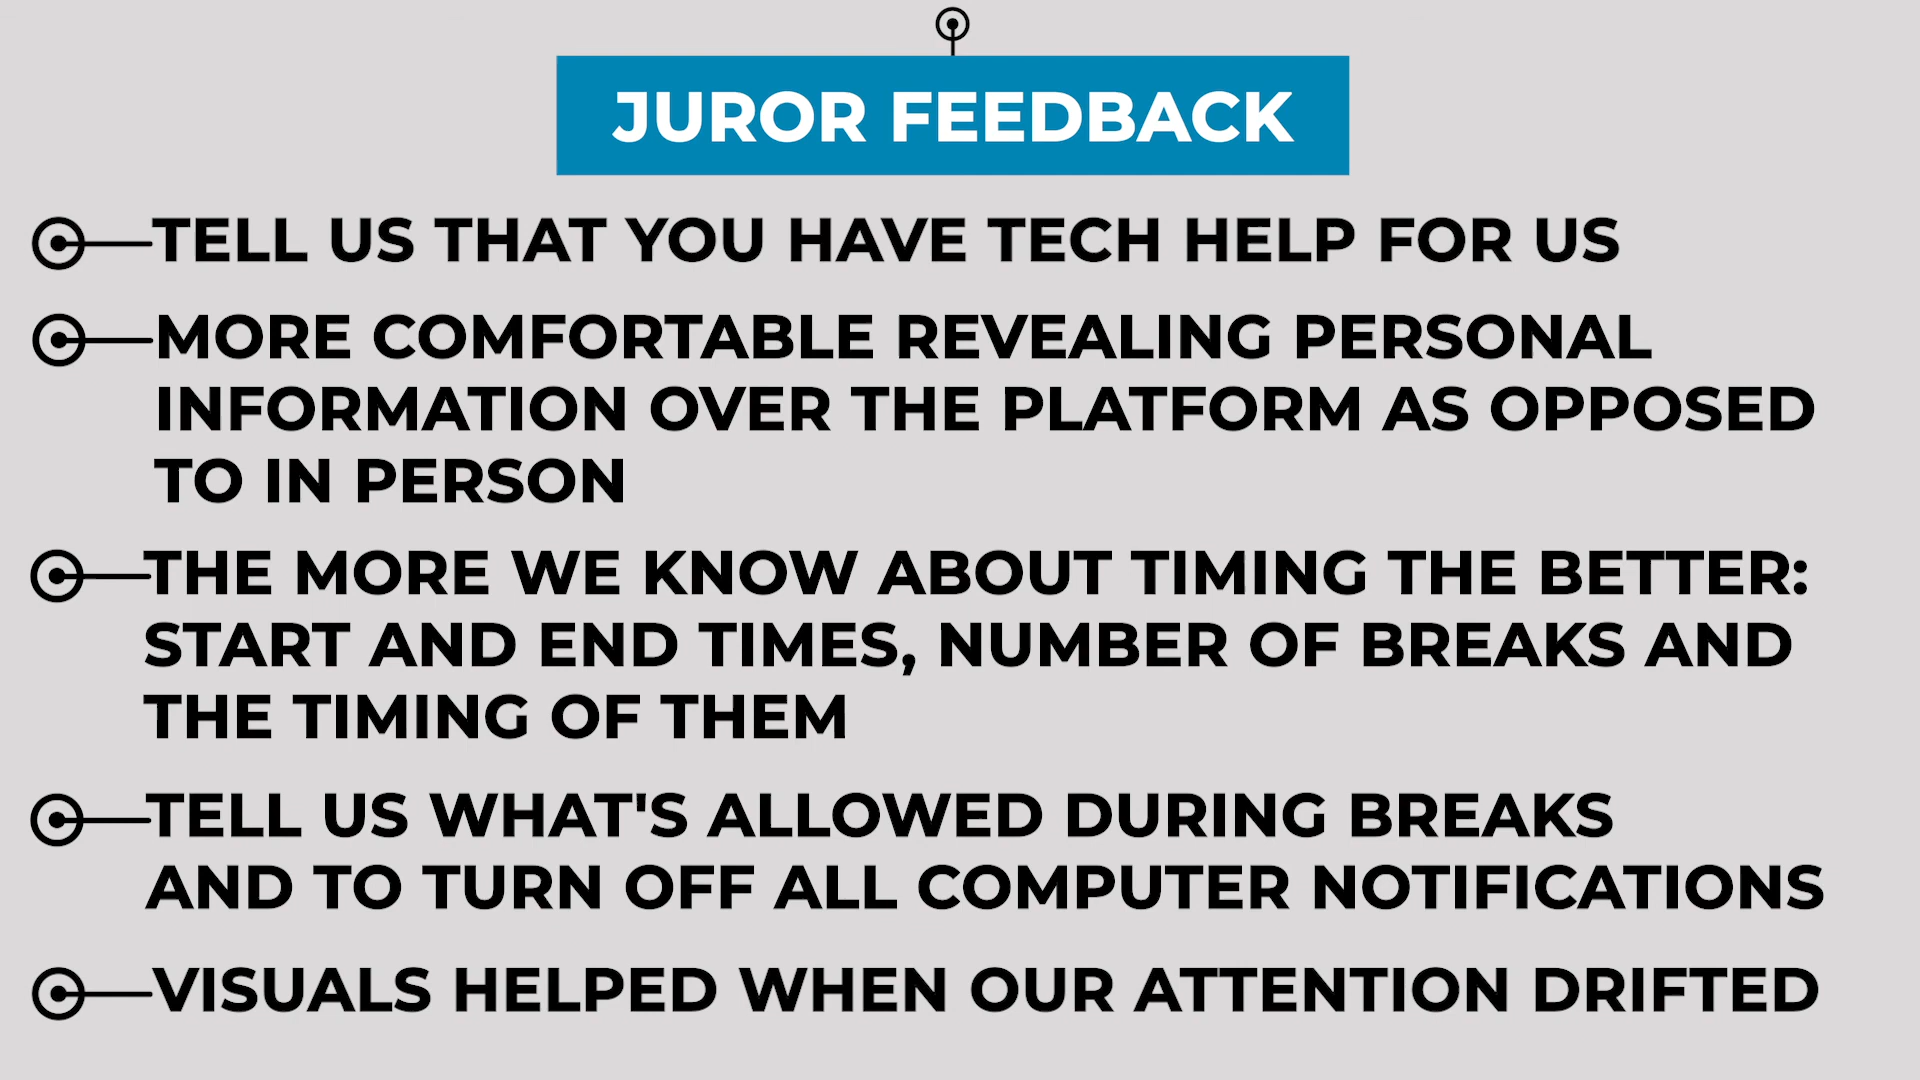 JUROR FEEDBACK
TELL US THAT YOU HAVE TECH HELP FOR US
MORE COMFORTABLE REVEALING PERSONAL
INFORMATION OVER THE PLATFORM AS OPPOSED
TO IN PERSON
THE MORE WE KNOW ABOUT TIMING THE BETTER:
START AND END TIMES, NUMBER OF BREAKS AND
THE TIMING OF THEM
TELL US WHAT'S ALLOWED DURING BREAKS
AND TO TURN OFF ALL COMPUTER NOTIFICATIONS
VISUALS HELPED WHEN OUR ATTENTION DRIFTED